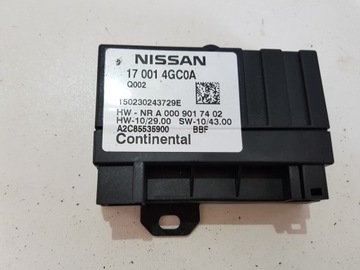 NISSAN
17 001 4GC0A
Q002
150230243729E
HW - NR A 000 901 74 02
HW-10/29.00 SW-10/43.00
A2C85535900 BBF
Continental